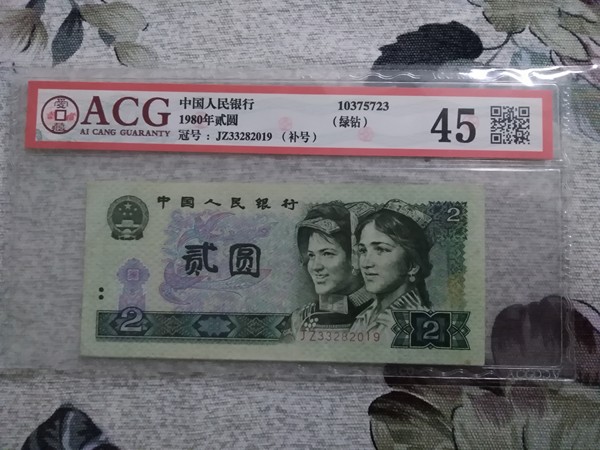 ACG
AI CANG GUARANTY
中国人民银行
1980年贰圆
冠号：JZ33282019（补号）
10375723
（绿钻）
45
中国人民银行
贰圆
2
2
2
JZ33282019